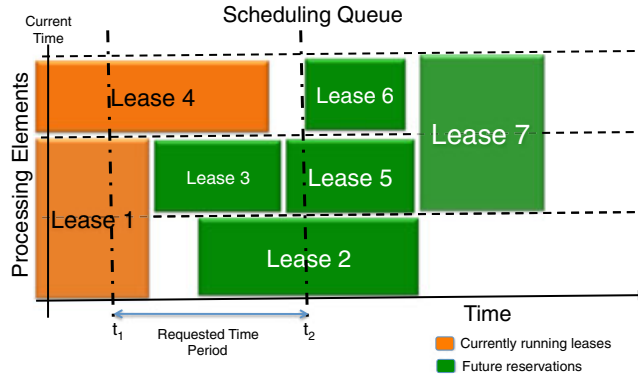 Scheduling Queue
Current
Time
Processing Elements
Lease 4
Lease 6
Lease 7
Lease 3
Lease 5
Lease 1
Lease 2
Time
t1
Requested Time
Period
t2
Currently running leases
Future reservations